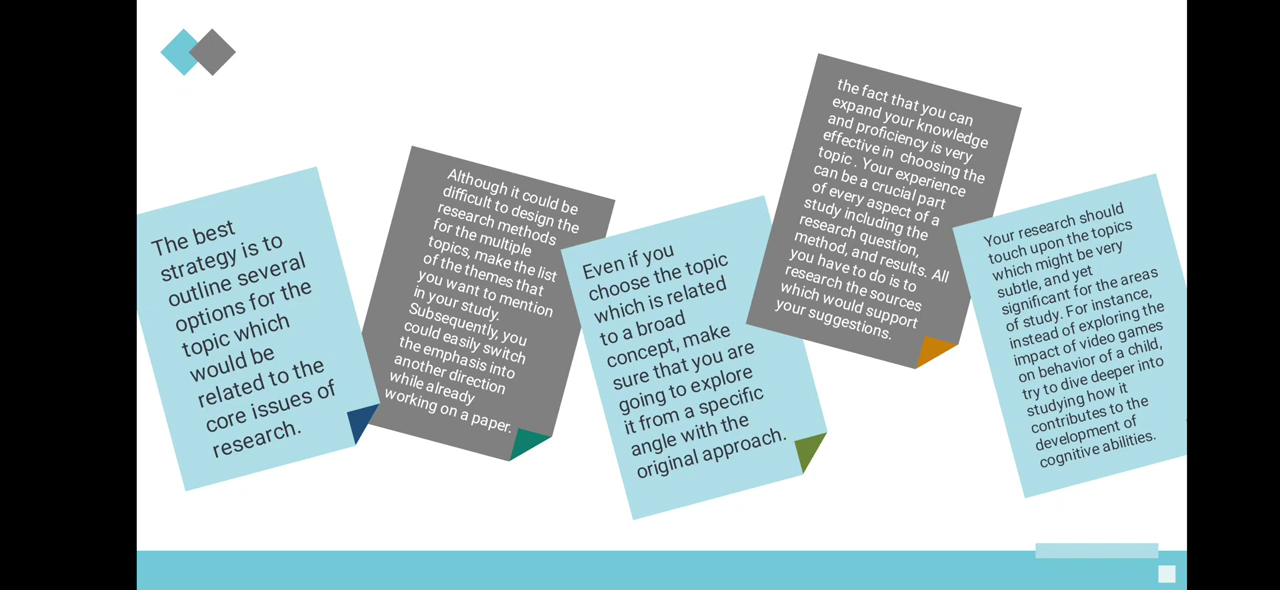 The best
strategy is to
outline several
options for the
topic which
would be
related to the
core issues of
research.
Although it could be
difficult to design the
research methods
for the multiple
topics, make the list
of the themes that
you want to mention
in your study.
Subsequently, you
could easily switch
the emphasis into
another direction
while already
working on a paper.
Even if you
choose the topic
which is related
to a broad
concept, make
sure that you are
going to explore
it from a specific
angle with the
original approach.
the fact that you can
expand your knowledge
and proficiency is very
effective in  choosing the
topic . Your experience
can be a crucial part
of every aspect of a
study including the
research question,
method, and results. All
you have to do is to
research the sources
which would support
your suggestions.
Your research should
touch upon the topics
which might be very
subtle, and yet
significant for the areas
of study. For instance,
instead of exploring the
impact of video games
on behavior of a child,
try to dive deeper into
studying how it
contributes to the
development of
cognitive abilities.